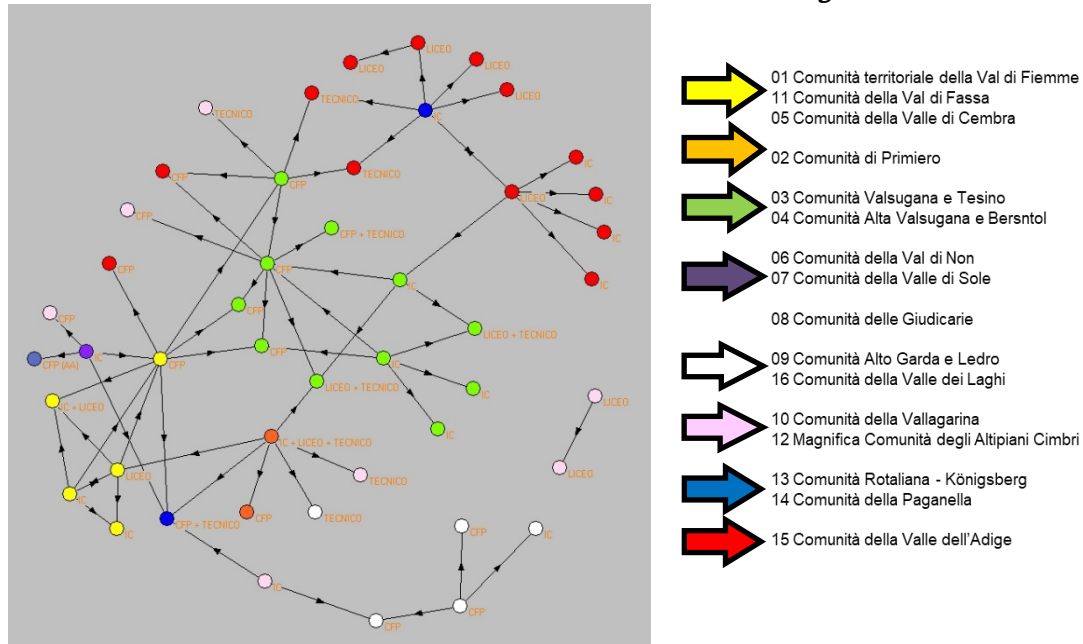 LICEO
LICEO
LICEO
LICEO
TECNICO
IC
TECNICO
CFP
CFP
TECNICO
IC
LICEO
IC
IC
IC
CFP
CFP + TECNICO
CFP
CFP
IC
CFP
CFP
LICEO + TECNICO
CFP (AA)
IC
CFP
CFP
IC
LICEO + TECNICO
IC
LICEO
IC + LICEO
IC
IC + LICEO + TECNICO
LICEO
LICEO
TECNICO
IC
IC
CFP + TECNICO
CFP
TECNICO
CFP
IC
IC
CFP
CFP
01 Comunità territoriale della Val di Fiemme
11 Comunità della Val di Fassa
05 Comunità della Valle di Cembra
02 Comunità di Primiero
03 Comunità Valsugana e Tesino
04 Comunità Alta Valsugana e Bersntol
06 Comunità della Val di Non
07 Comunità della Valle di Sole
08 Comunità delle Giudicarie
09 Comunità Alto Garda e Ledro
16 Comunità della Valle dei Laghi
10 Comunità della Vallagarina
12 Magnifica Comunità degli Altipiani Cimbri
13 Comunità Rotaliana - Königsberg
14 Comunità della Paganella
15 Comunità della Valle dell'Adige